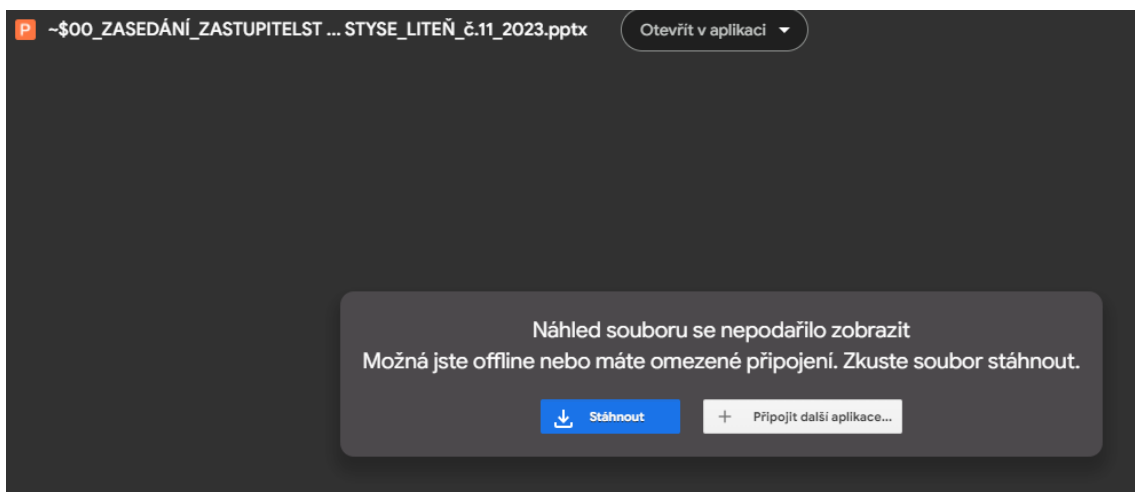 P ~$00_ZASEDÁNÍ_ZASTUPITELST ... STYSE_LITEŇ_č.11_2023.pptx Otevřít v aplikaci
Náhled souboru se nepodařilo zobrazit
Možná jste offline nebo máte omezené připojení. Zkuste soubor stáhnout.
Stáhnout + Připojit další aplikace...